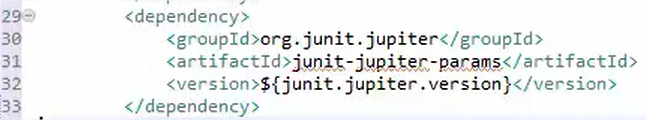 29 <dependency>
30 <groupId>org.junit.jupiter</groupId>
31 <artifactId>junit-jupiter-params</artifactId>
32 <version>${junit.jupiter.version}</version>
33 </dependency>